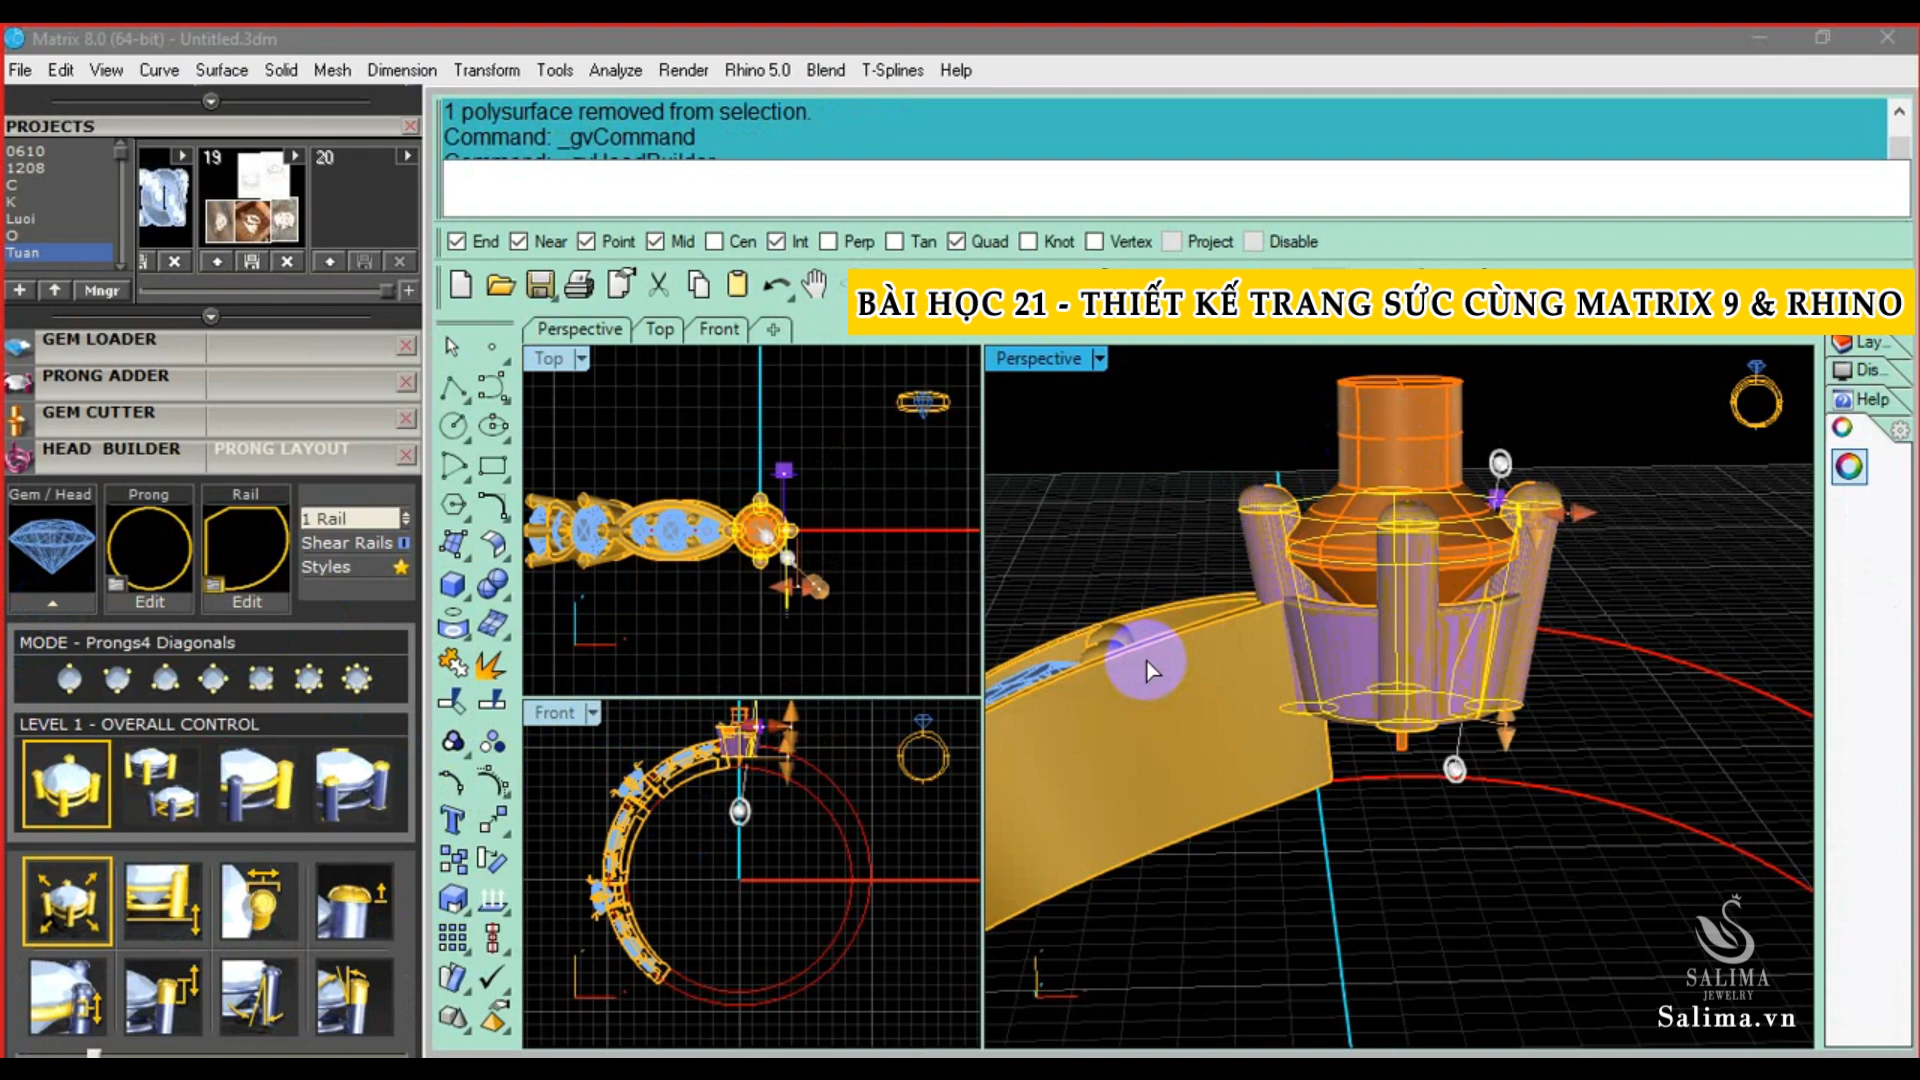 Matrix 8.0 (64-bit) - Untitled.3dm
File Edit View Curve Surface Solid Mesh Dimension Transform Tools Analyze Render Rhino 5.0 Blend T-Splines Help
1 polysurface removed from selection.
Command: _gvCommand
Command: _gvHeadBuilder
PROJECTS
0610
1208
C
K
Luoi
O
Tuan
19
20
Mngr
End Near Point Mid Cen Int Perp Tan Quad Knot Vertex Project Disable
BÀI HỌC 21 - THIẾT KẾ TRANG SỨC CÙNG MATRIX 9 & RHINO
Perspective Top Front
GEM LOADER
PRONG ADDER
GEM CUTTER
HEAD BUILDER PRONG LAYOUT
Gem / Head Prong Rail
1 Rail
Shear Rails
Styles
Edit Edit
MODE - Prongs4 Diagonals
LEVEL 1 - OVERALL CONTROL
Top
Perspective
Front
Lay...
Dis...
Help
SALIMA
JEWELRY
Salima.vn